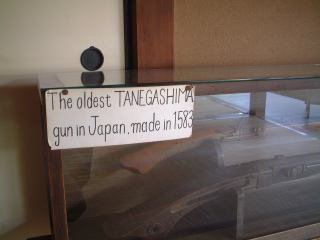 The oldest TANEGASHIMA
gun in Japan, made in 1583